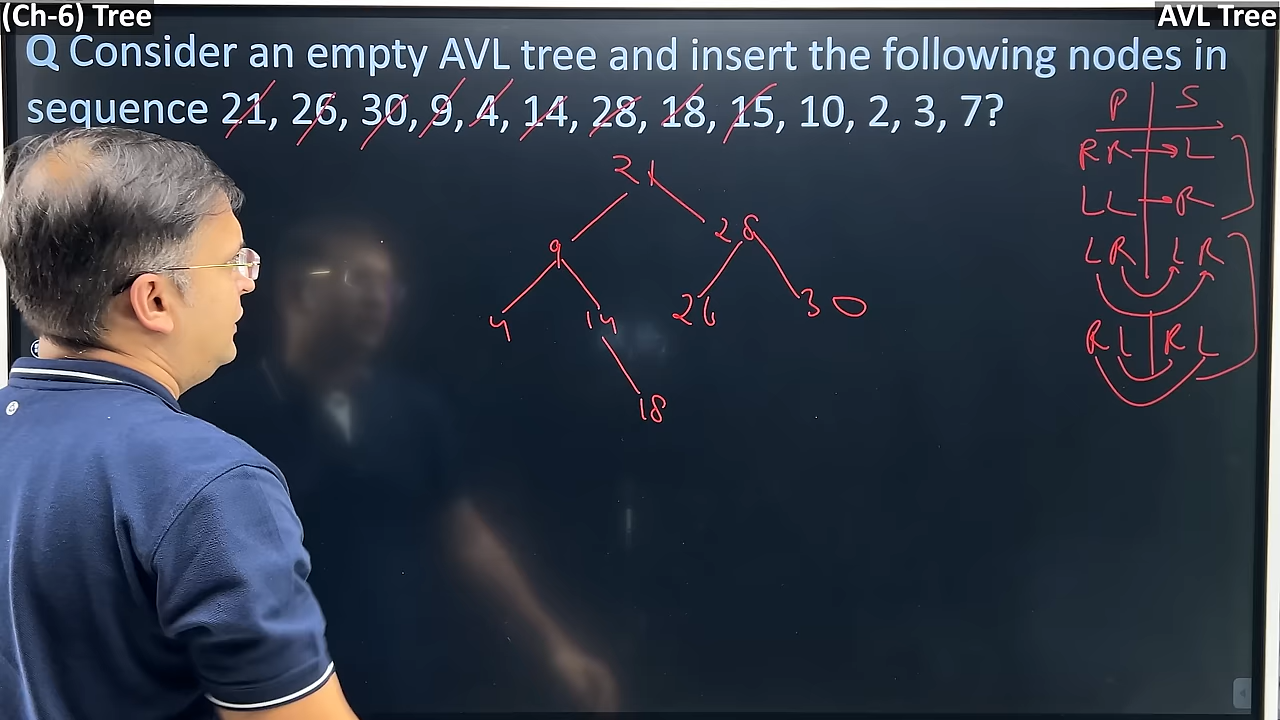 (Ch-6) Tree
AVL Tree
Q Consider an empty AVL tree and insert the following nodes in
sequence 21, 26, 30, 9, 4, 14, 28, 18, 15, 10, 2, 3, 7?
P S
RR → L
LL → R
LR LR
RL RL
21
9 28
4 14 26 30
18